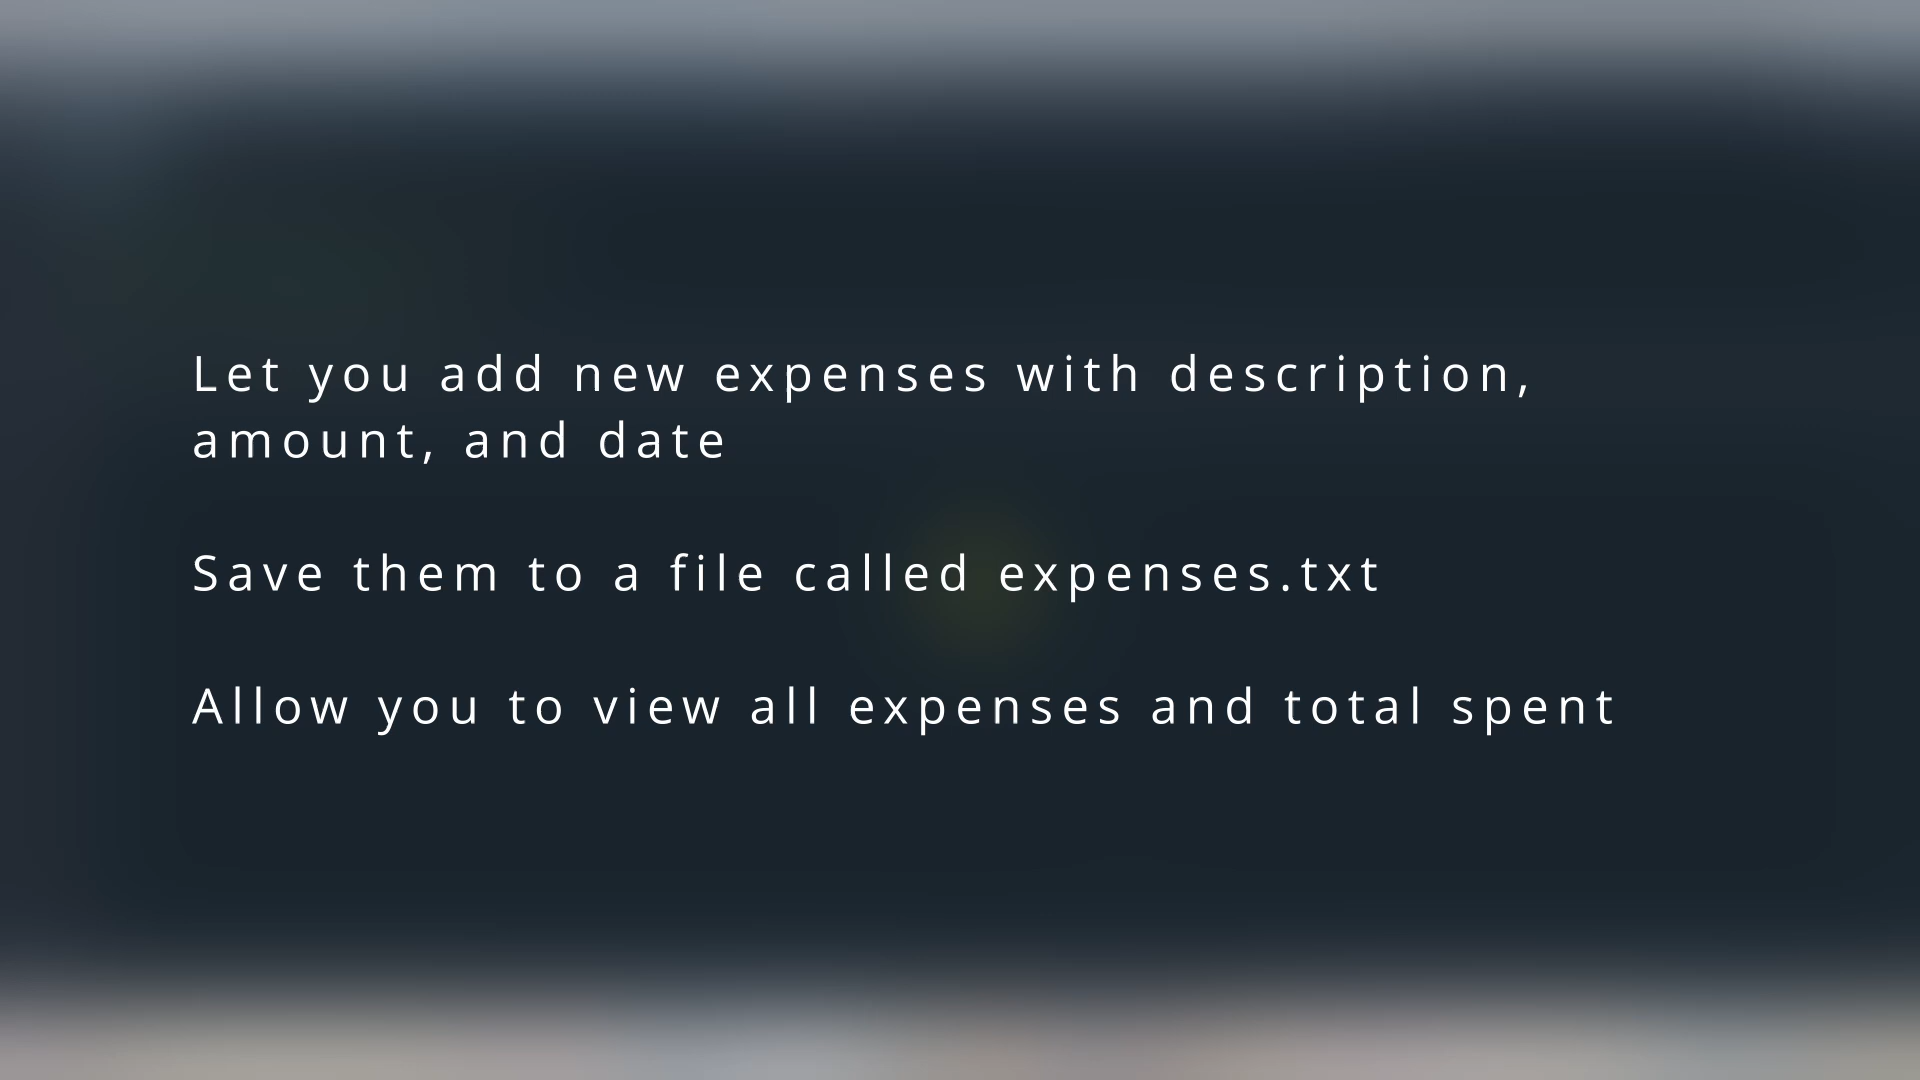 Let you add new expenses with description,
amount, and date
Save them to a file called expenses.txt
Allow you to view all expenses and total spent